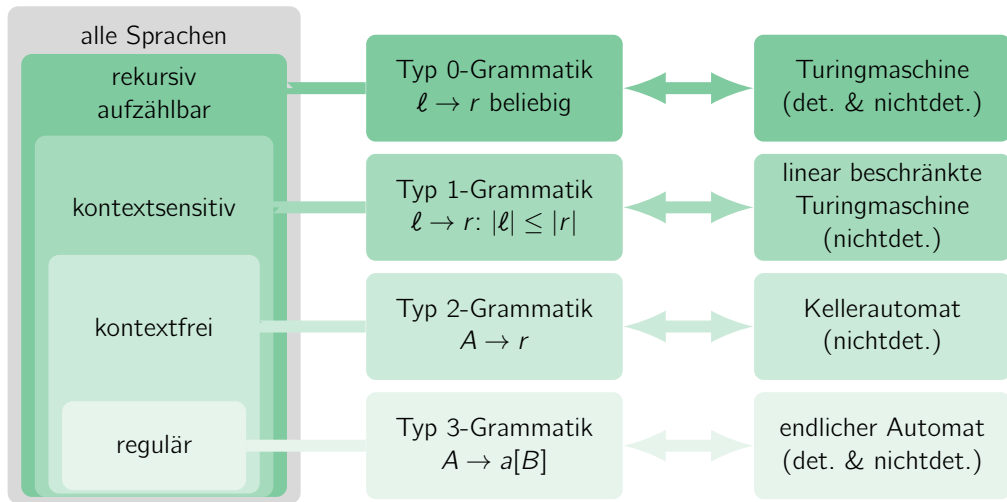 alle Sprachen
rekursiv
aufzählbar
kontextsensitiv
kontextfrei
regulär
Typ 0-Grammatik
ℓ → r beliebig
Turingmaschine
(det. & nichtdet.)
Typ 1-Grammatik
ℓ → r: |ℓ| ≤ |r|
linear beschränkte
Turingmaschine
(nichtdet.)
Typ 2-Grammatik
A → r
Kellerautomat
(nichtdet.)
Typ 3-Grammatik
A → a[B]
endlicher Automat
(det. & nichtdet.)